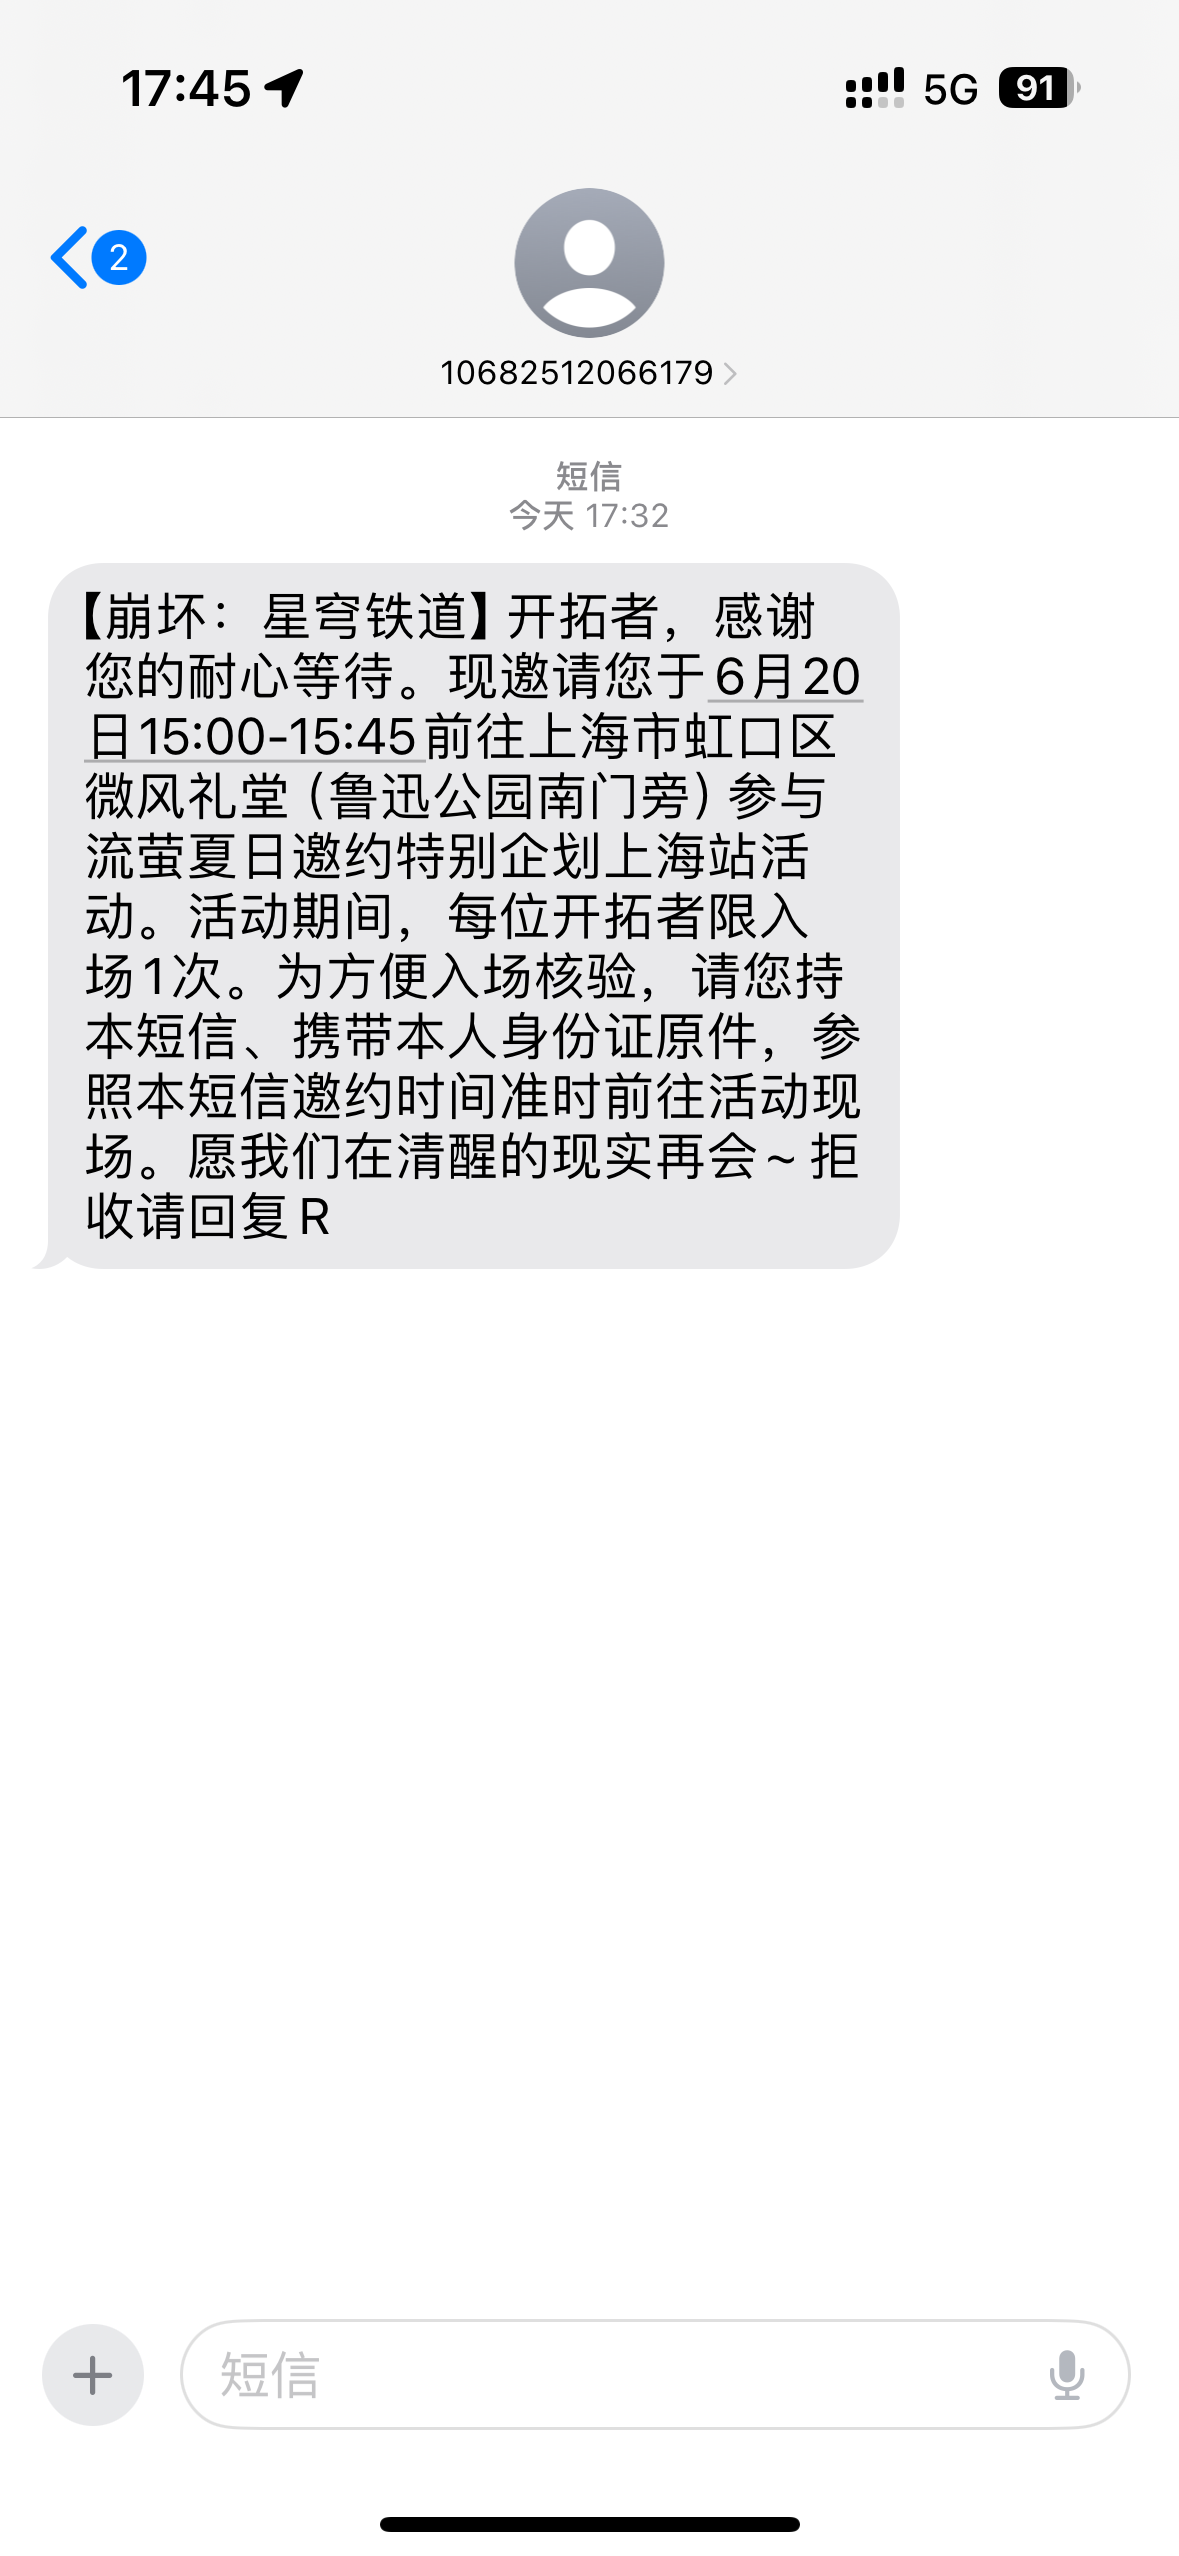 17:45
5G
91
2
10682512066179
短信
今天 17:32
【崩坏：星穹铁道】开拓者，感谢
您的耐心等待。现邀请您于6月20
日15:00-15:45前往上海市虹口区
微风礼堂（鲁迅公园南门旁）参与
流萤夏日邀约特别企划上海站活
动。活动期间，每位开拓者限入
场1次。为方便入场核验，请您持
本短信、携带本人身份证原件，参
照本短信邀约时间准时前往活动现
场。愿我们在清醒的现实再会~拒
收请回复R
短信